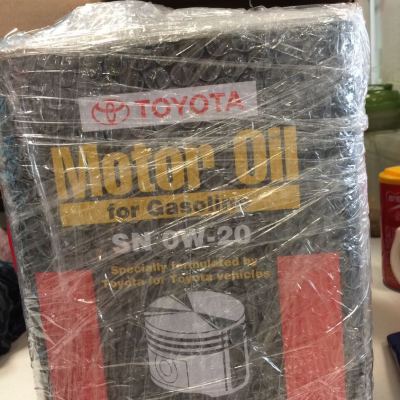 TOYOTA
Motor Oil
for Gasoline
SN 0W-20
Specially formulated by
Toyota for Toyota vehicles